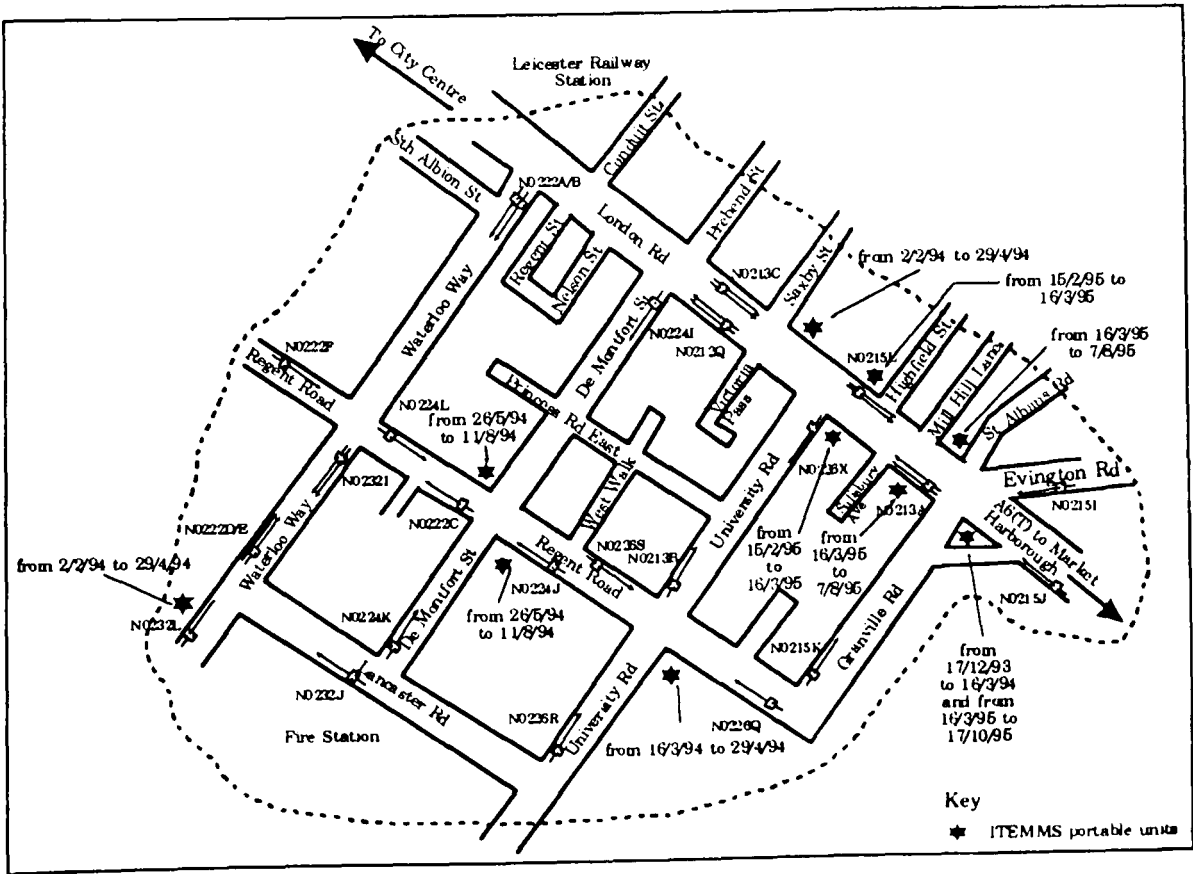 To City Centre
Leicester Railway
Station
Conduit St.
Sth Albion St
N0222A/B
Prebend St
London Rd
Regent St
Nelson St
N0213C
Saxby St
from 2/2/94 to 29/4/94
from 15/2/95 to
16/3/95
Waterloo Way
De Montfort St
N0224I
N0213Q
N0215L
Highfield St.
Mill Hill Lane
from 16/3/95
to 7/8/95
St Albans Rd
N0222F
Regent Road
Victoria
Pass
Princess Rd East
N0224L
from 26/5/94
to 11/8/94
West Walk
University Rd
N0236X
Salisbury
Ave
N0213A
Evington Rd
N0215I
A6(T) to Market
Harborough
N0232I
N0222C
N0222D/E
Waterloo Way
from 2/2/94 to 29/4/94
N0236S
N0213R
Regent Road
from
15/2/95
to
16/3/95
from
16/3/95
to
7/8/95
N0215J
De Montfort St
N0224J
from 26/5/94
to 11/8/94
N0232L
N0224K
N0215K
Granville Rd
from
17/12/93
to 16/3/94
and from
16/3/95 to
17/10/95
N0232J
Lancaster Rd
Fire Station
N0236R
University Rd
N0226Q
from 16/3/94 to 29/4/94
Key
ITEMMS portable units